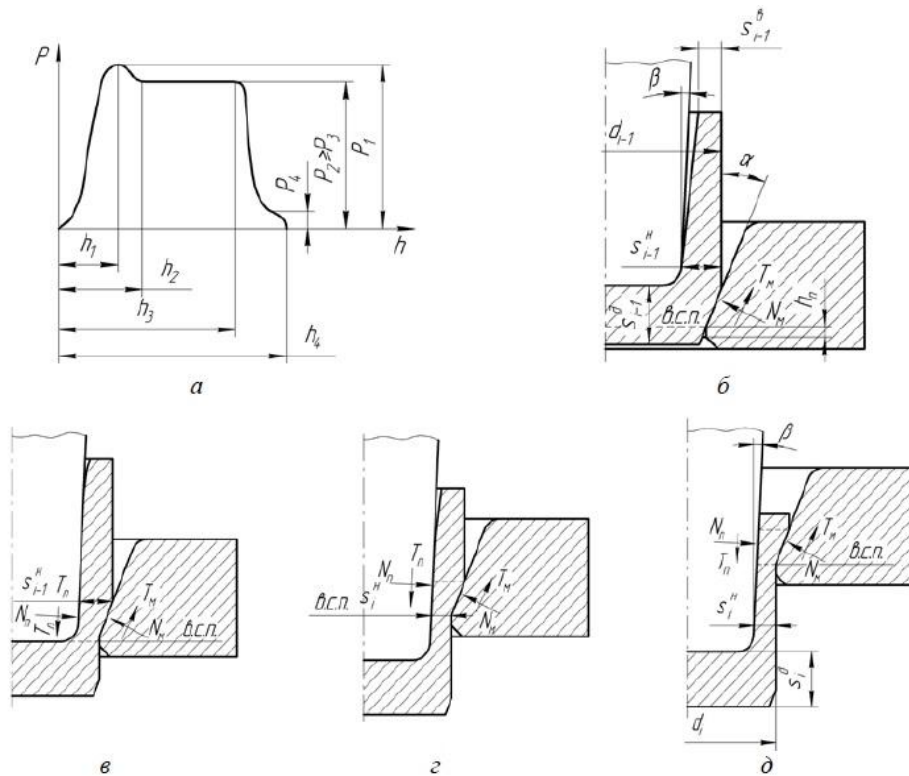 P
P₄
P₂≥P₃
P₁
h
h₁
h₂
h₃
h₄
а
s^в_{i-1}
β
d_{i-1}
α
s^н_{i-1}
s^д_{i-1}
в.с.п.
T_м
N_м
h_п
б
s^н_{i-1}
T_п
N_п
T_п
T_м
N_м
в.с.п.
в
N_п
T_п
T_м
в.с.п.
s^н_i
N_м
г
β
N_п
T_п
T_м
N_м
в.с.п.
s^н_i
s^д_i
d_i
д